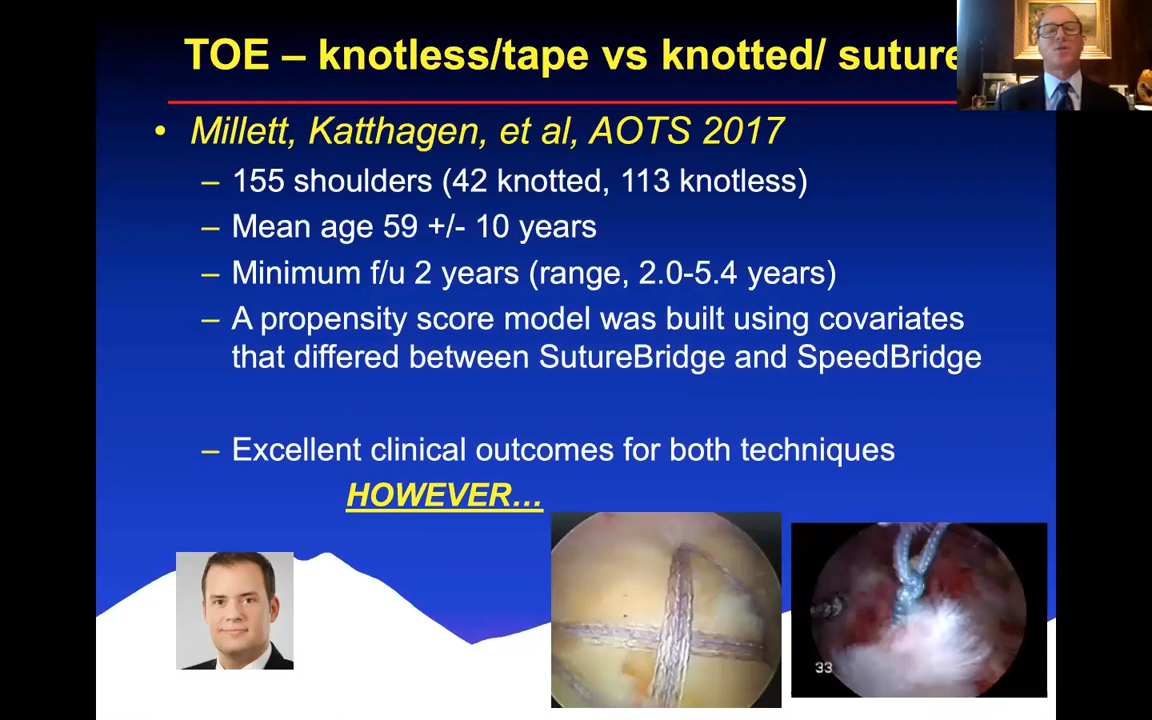 TOE – knotless/tape vs knotted/ suture
• Millett, Katthagen, et al, AOTS 2017
– 155 shoulders (42 knotted, 113 knotless)
– Mean age 59 +/- 10 years
– Minimum f/u 2 years (range, 2.0-5.4 years)
– A propensity score model was built using covariates
that differed between SutureBridge and SpeedBridge
– Excellent clinical outcomes for both techniques
HOWEVER…
33